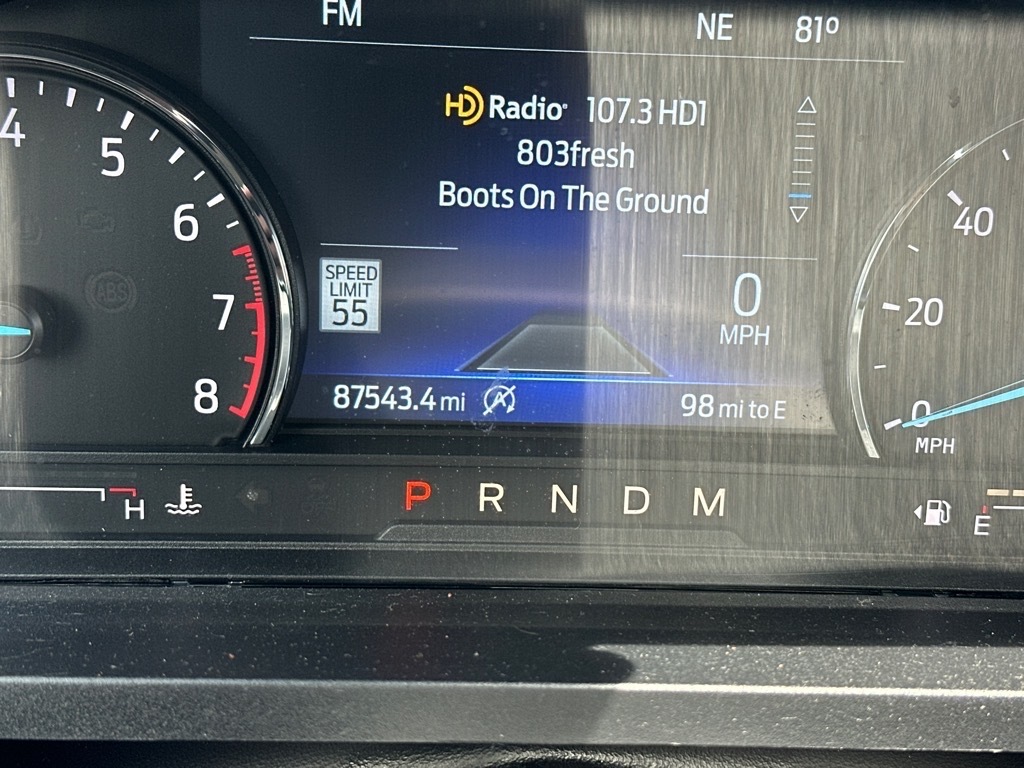 FM
NE 81°
HD Radio® 107.3 HD1
803fresh
Boots On The Ground
4
5
6
7
8
ABS
SPEED
LIMIT
55
0
MPH
40
20
0
MPH
87543.4 mi
98 mi to E
H
P R N D M
E